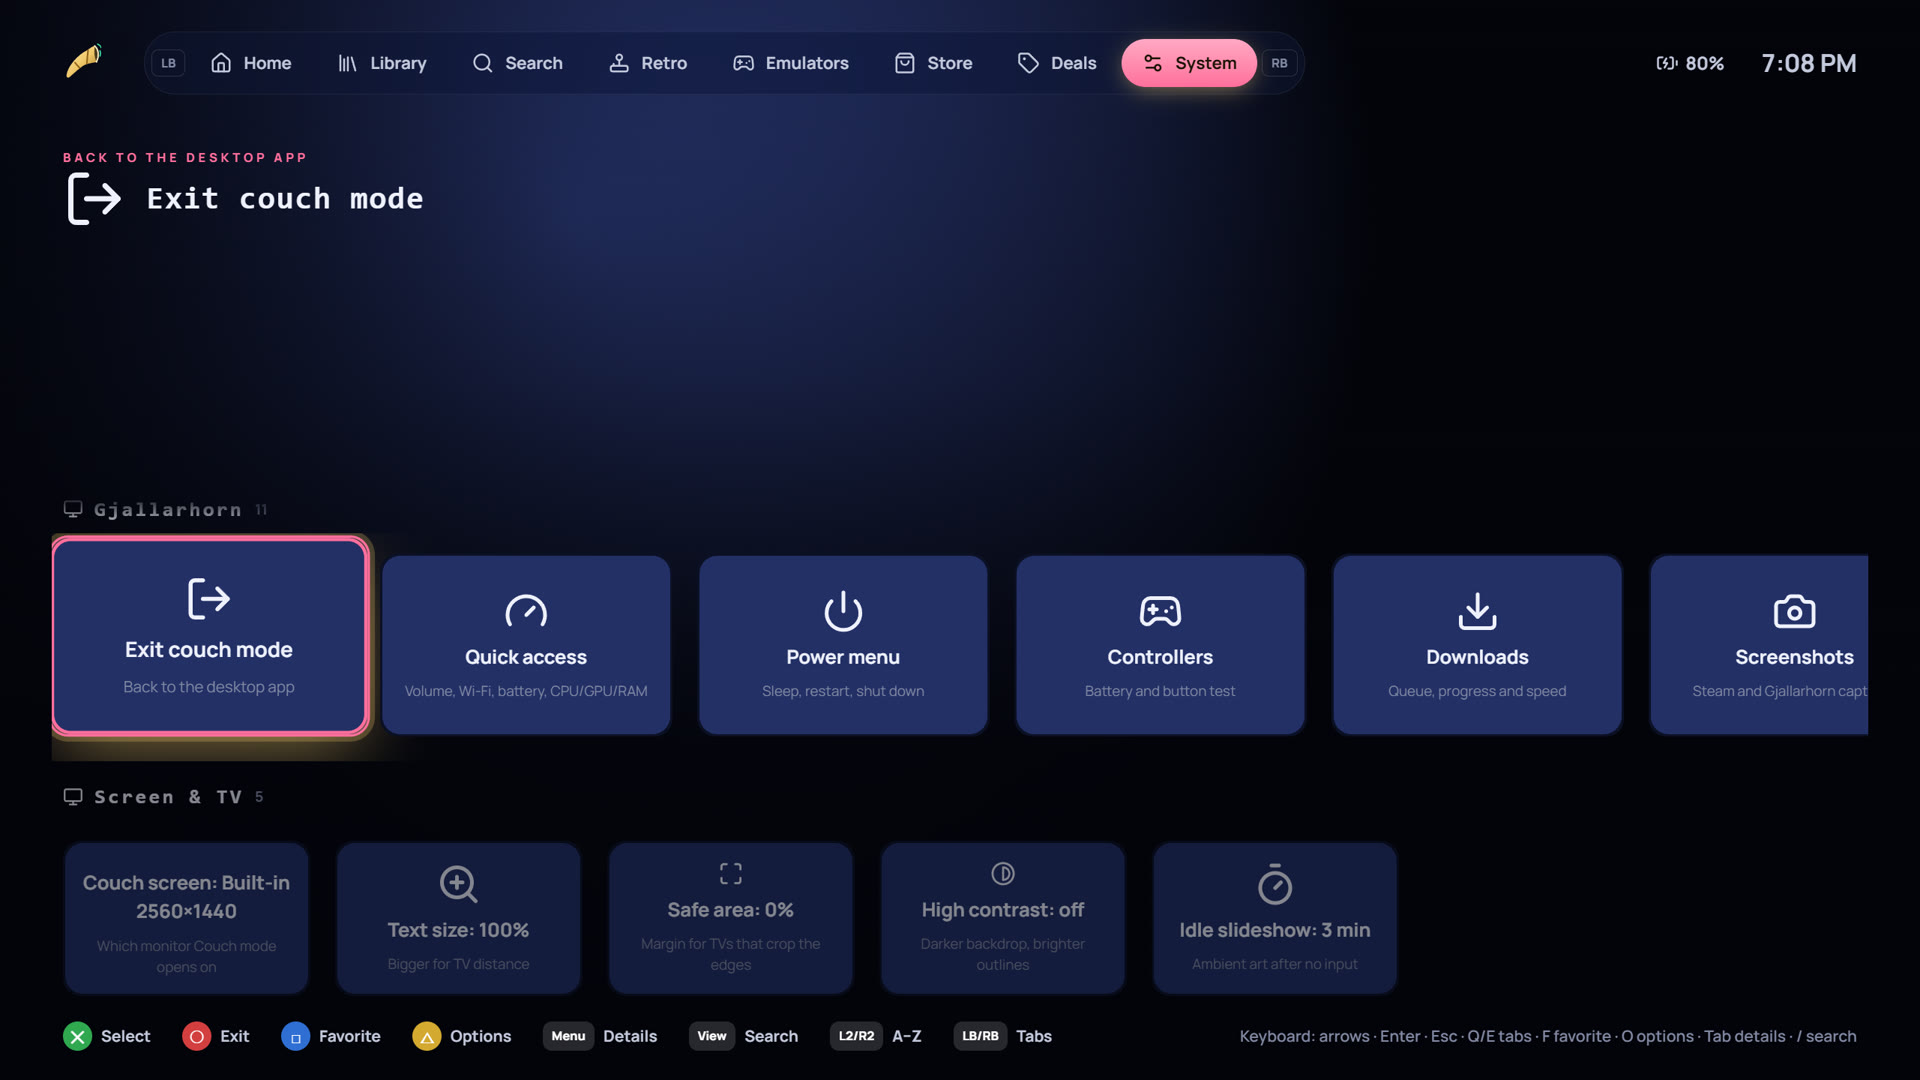 LB Home Library Search Retro Emulators Store Deals System RB 80% 7:08 PM
BACK TO THE DESKTOP APP
Exit couch mode
Gjallarhorn 11
Exit couch mode
Back to the desktop app
Quick access
Volume, Wi-Fi, battery, CPU/GPU/RAM
Power menu
Sleep, restart, shut down
Controllers
Battery and button test
Downloads
Queue, progress and speed
Screenshots
Steam and Gjallarhorn capt
Screen & TV 5
Couch screen: Built-in
2560×1440
Which monitor Couch mode
opens on
Text size: 100%
Bigger for TV distance
Safe area: 0%
Margin for TVs that crop the
edges
High contrast: off
Darker backdrop, brighter
outlines
Idle slideshow: 3 min
Ambient art after no input
Select Exit Favorite Options Menu Details View Search L2/R2 A–Z LB/RB Tabs Keyboard: arrows · Enter · Esc · Q/E tabs · F favorite · O options · Tab details · / search